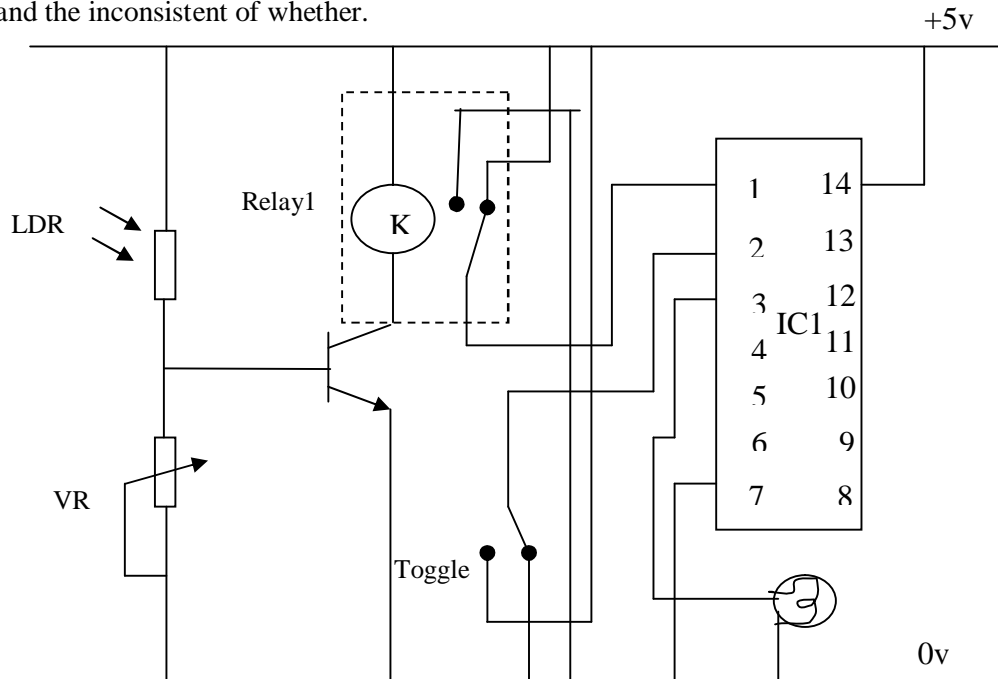 and the inconsistent of whether.
+5v
Relay1
LDR
K
1 14
2 13
3 12
IC1
4 11
5 10
6 9
7 8
VR
Toggle
0v